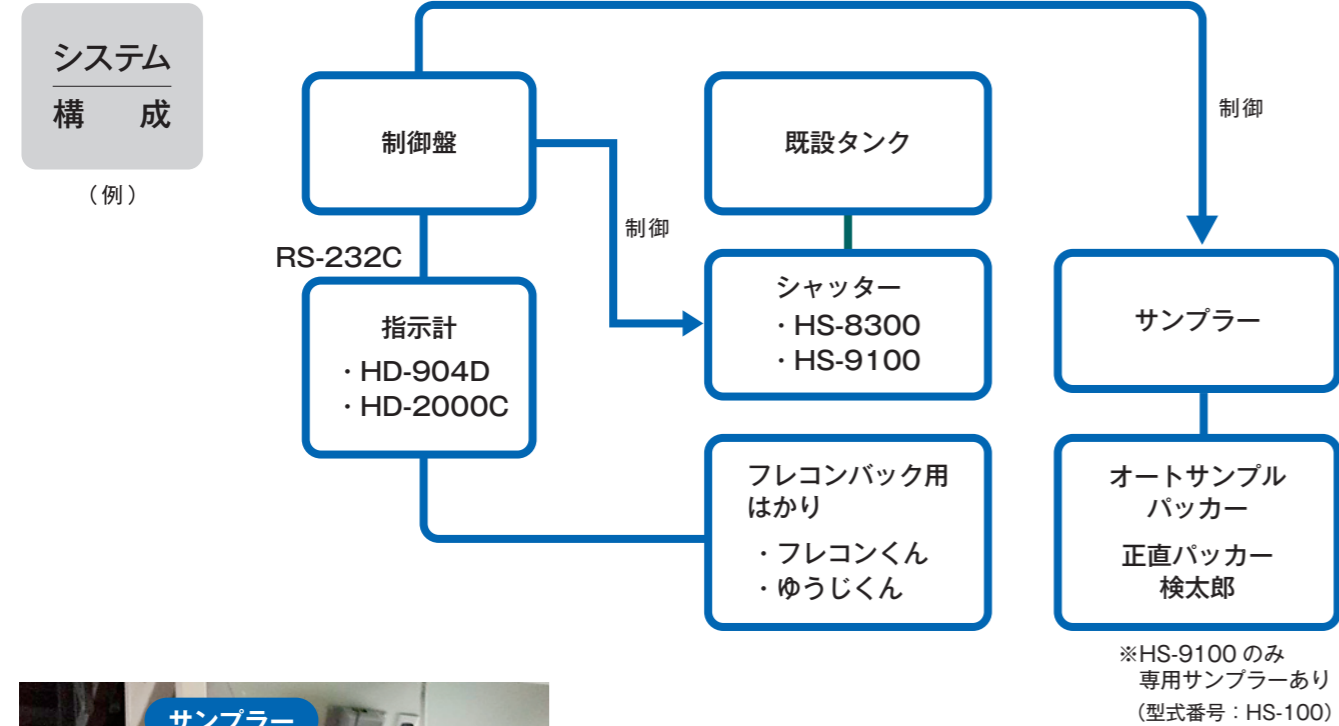 システム
構 成
（例）
制御盤
既設タンク
制御
制御
RS-232C
指示計
・HD-904D
・HD-2000C
シャッター
・HS-8300
・HS-9100
サンプラー
フレコンバック用
はかり
・フレコンくん
・ゆうじくん
オートサンプル
パッカー
正直パッカー
検太郎
※HS-9100 のみ
専用サンプラーあり
（型式番号：HS-100）
サンプラー